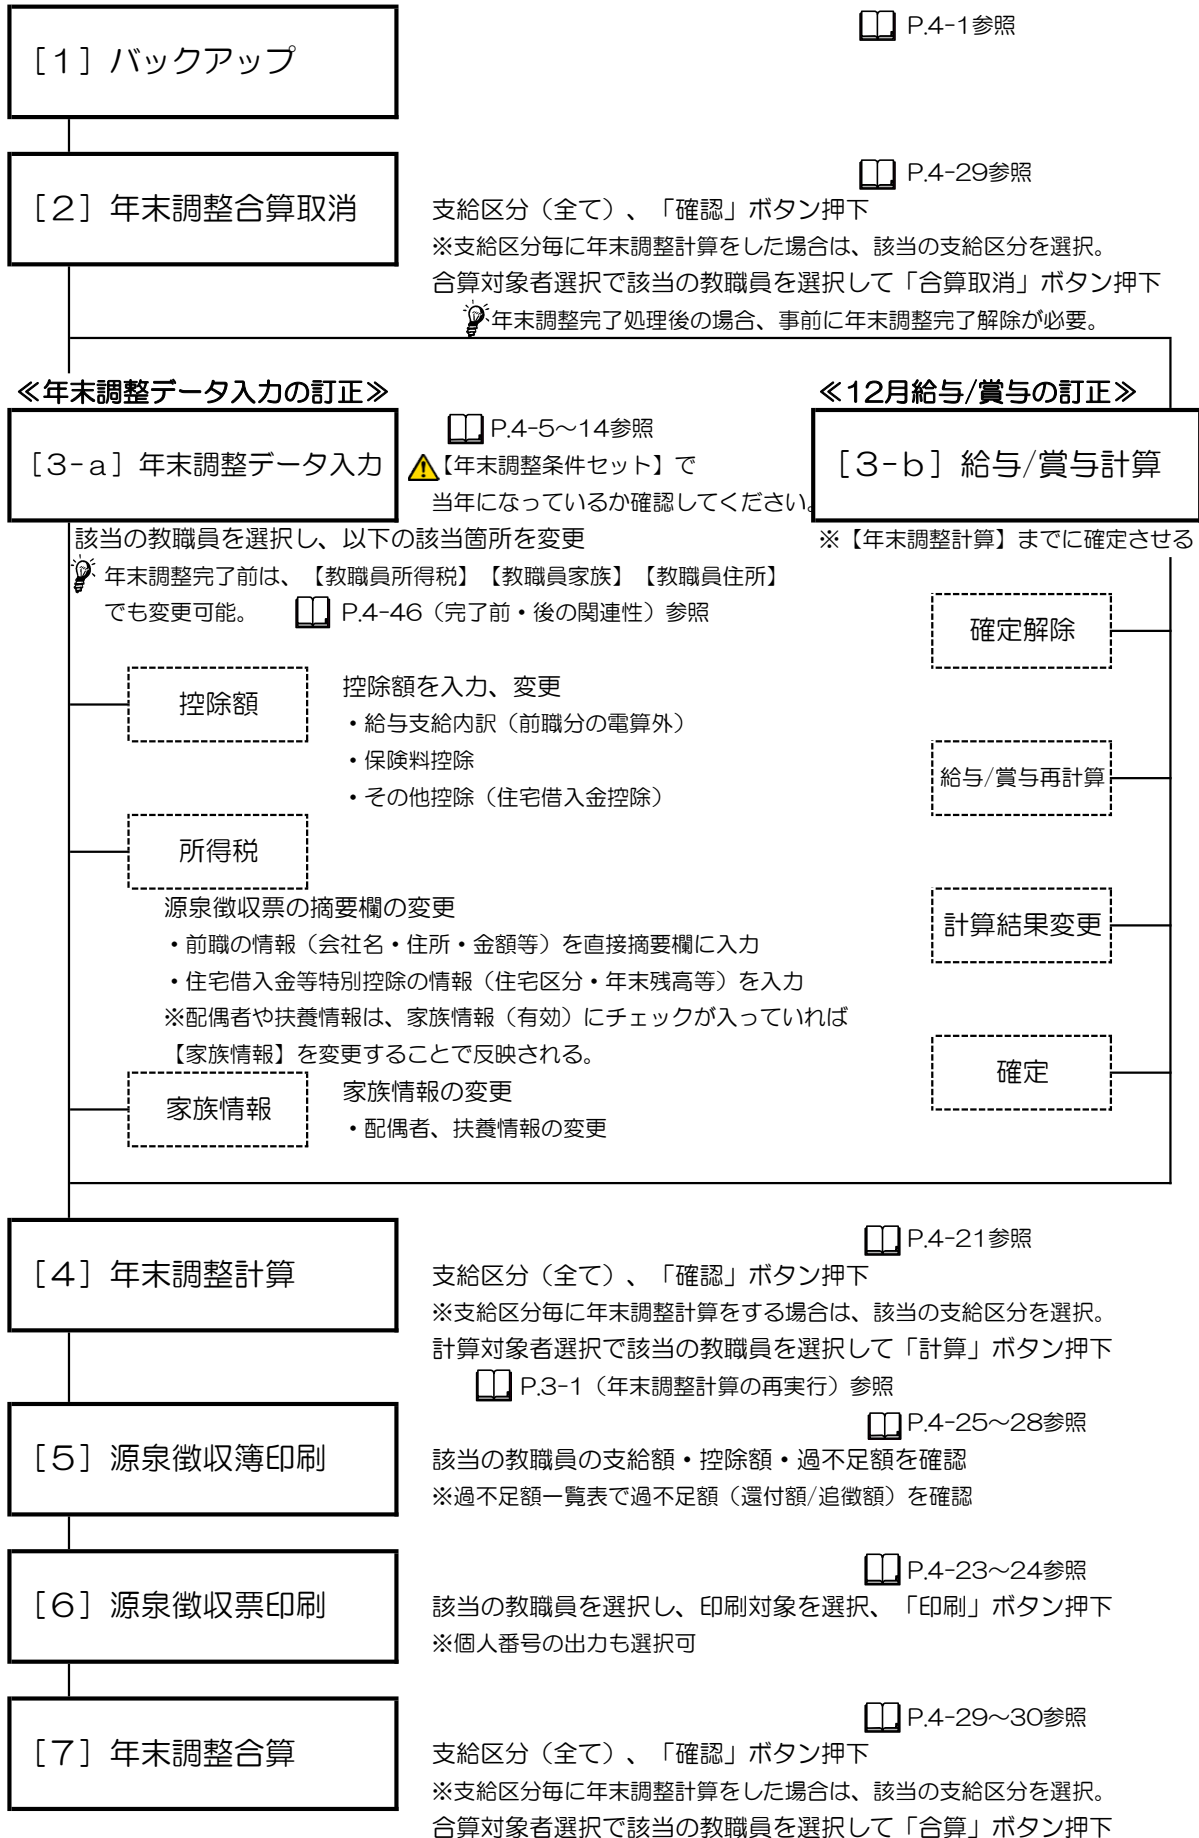 P.4-1参照
［１］バックアップ
P.4-29参照
［２］年末調整合算取消
支給区分（全て）、「確認」ボタン押下
※支給区分毎に年末調整計算をした場合は、該当の支給区分を選択。
合算対象者選択で該当の教職員を選択して「合算取消」ボタン押下
年末調整完了処理後の場合、事前に年末調整完了解除が必要。
≪年末調整データ入力の訂正≫
≪12月給与/賞与の訂正≫
P.4-5～14参照
［３-ａ］年末調整データ入力
【年末調整条件セット】で
当年になっているか確認してください。
［３-ｂ］給与/賞与計算
該当の教職員を選択し、以下の該当箇所を変更
※【年末調整計算】までに確定させる
年末調整完了前は、【教職員所得税】【教職員家族】【教職員住所】
でも変更可能。
P.4-46（完了前・後の関連性）参照
確定解除
控除額
控除額を入力、変更
・給与支給内訳（前職分の電算外）
・保険料控除
・その他控除（住宅借入金控除）
給与/賞与再計算
所得税
源泉徴収票の摘要欄の変更
・前職の情報（会社名・住所・金額等）を直接摘要欄に入力
・住宅借入金等特別控除の情報（住宅区分・年末残高等）を入力
※配偶者や扶養情報は、家族情報（有効）にチェックが入っていれば
【家族情報】を変更することで反映される。
計算結果変更
確定
家族情報
家族情報の変更
・配偶者、扶養情報の変更
P.4-21参照
［４］年末調整計算
支給区分（全て）、「確認」ボタン押下
※支給区分毎に年末調整計算をする場合は、該当の支給区分を選択。
計算対象者選択で該当の教職員を選択して「計算」ボタン押下
P.3-1（年末調整計算の再実行）参照
P.4-25～28参照
［５］源泉徴収簿印刷
該当の教職員の支給額・控除額・過不足額を確認
※過不足額一覧表で過不足額（還付額/追徴額）を確認
P.4-23～24参照
［６］源泉徴収票印刷
該当の教職員を選択し、印刷対象を選択、「印刷」ボタン押下
※個人番号の出力も選択可
P.4-29～30参照
［７］年末調整合算
支給区分（全て）、「確認」ボタン押下
※支給区分毎に年末調整計算をした場合は、該当の支給区分を選択。
合算対象者選択で該当の教職員を選択して「合算」ボタン押下